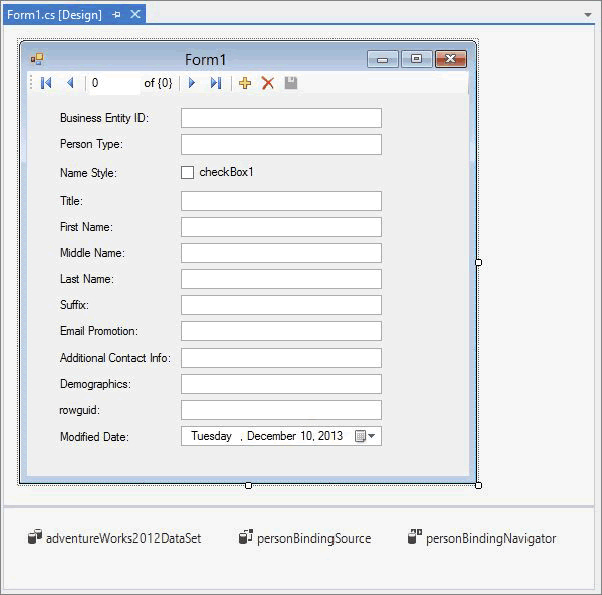 Form1.cs [Design]
Form1
0 of {0}
Business Entity ID:
Person Type:
Name Style: checkBox1
Title:
First Name:
Middle Name:
Last Name:
Suffix:
Email Promotion:
Additional Contact Info:
Demographics:
rowguid:
Modified Date: Tuesday , December 10, 2013
adventureWorks2012DataSet personBindingSource personBindingNavigator